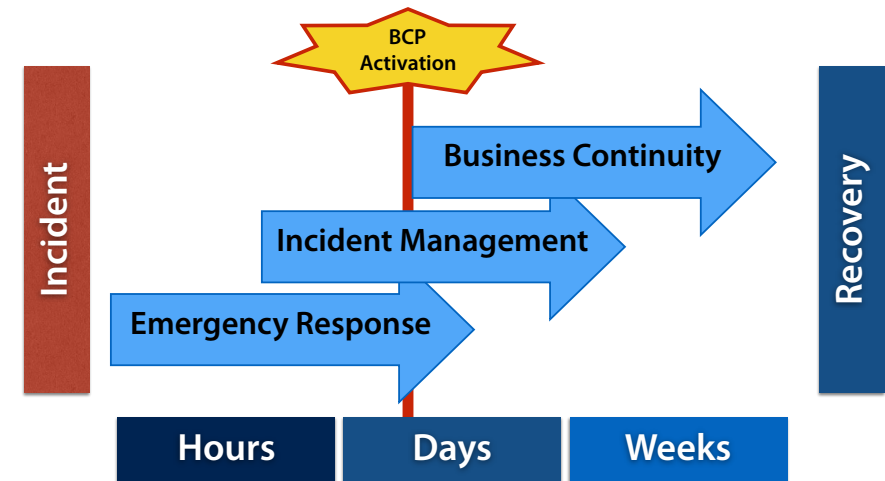 BCP
Activation
Incident
Business Continuity
Incident Management
Emergency Response
Recovery
Hours
Days
Weeks